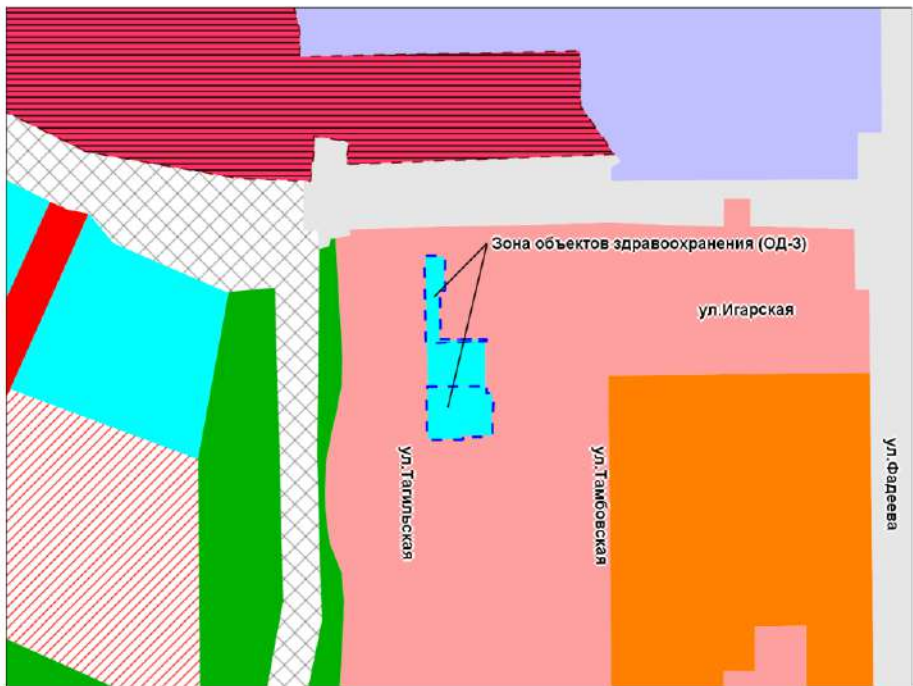 Зона объектов здравоохранения (ОД-3)
ул.Игарская
ул.Тагильская
ул.Тамбовская
ул.Фадеева